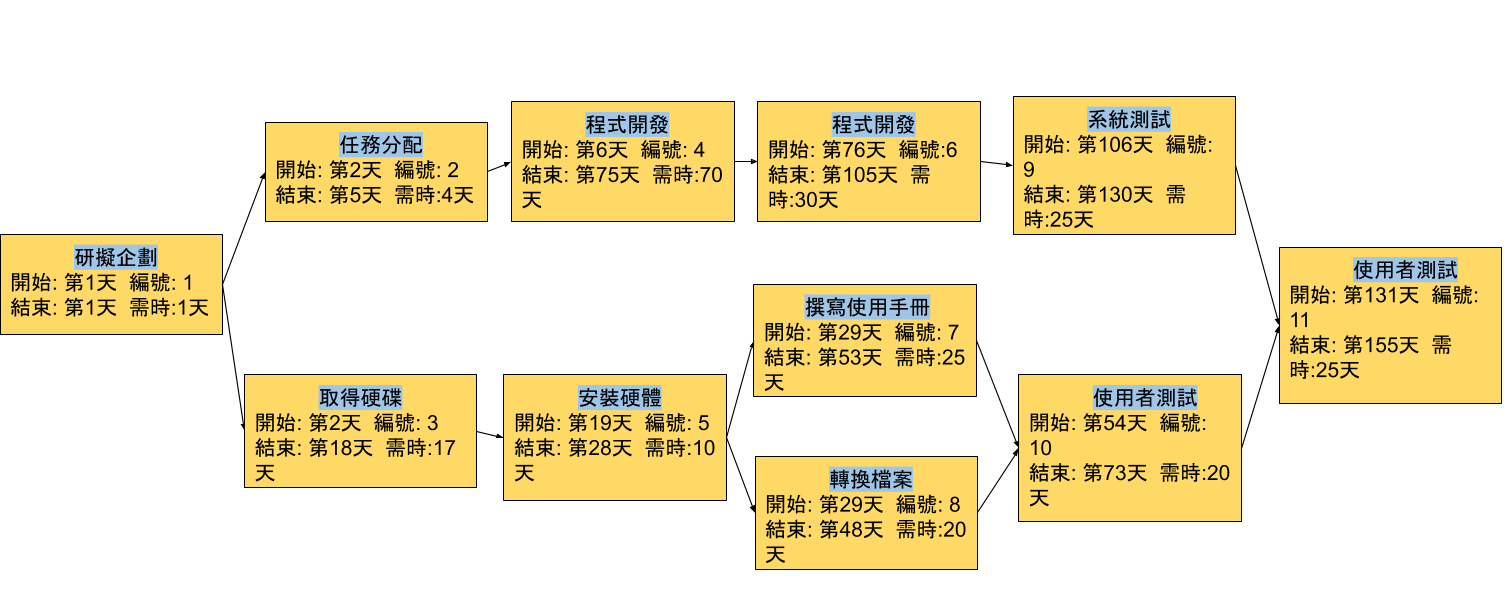 研擬企劃
開始: 第1天 編號: 1
結束: 第1天 需時:1天
任務分配
開始: 第2天 編號: 2
結束: 第5天 需時:4天
程式開發
開始: 第6天 編號: 4
結束: 第75天 需時:70
天
程式開發
開始: 第76天 編號:6
結束: 第105天 需
時:30天
系統測試
開始: 第106天 編號:
9
結束: 第130天 需
時:25天
取得硬碟
開始: 第2天 編號: 3
結束: 第18天 需時:17
天
安裝硬體
開始: 第19天 編號: 5
結束: 第28天 需時:10
天
撰寫使用手冊
開始: 第29天 編號: 7
結束: 第53天 需時:25
天
轉換檔案
開始: 第29天 編號: 8
結束: 第48天 需時:20
天
使用者測試
開始: 第54天 編號:
10
結束: 第73天 需時:20
天
使用者測試
開始: 第131天 編號:
11
結束: 第155天 需
時:25天